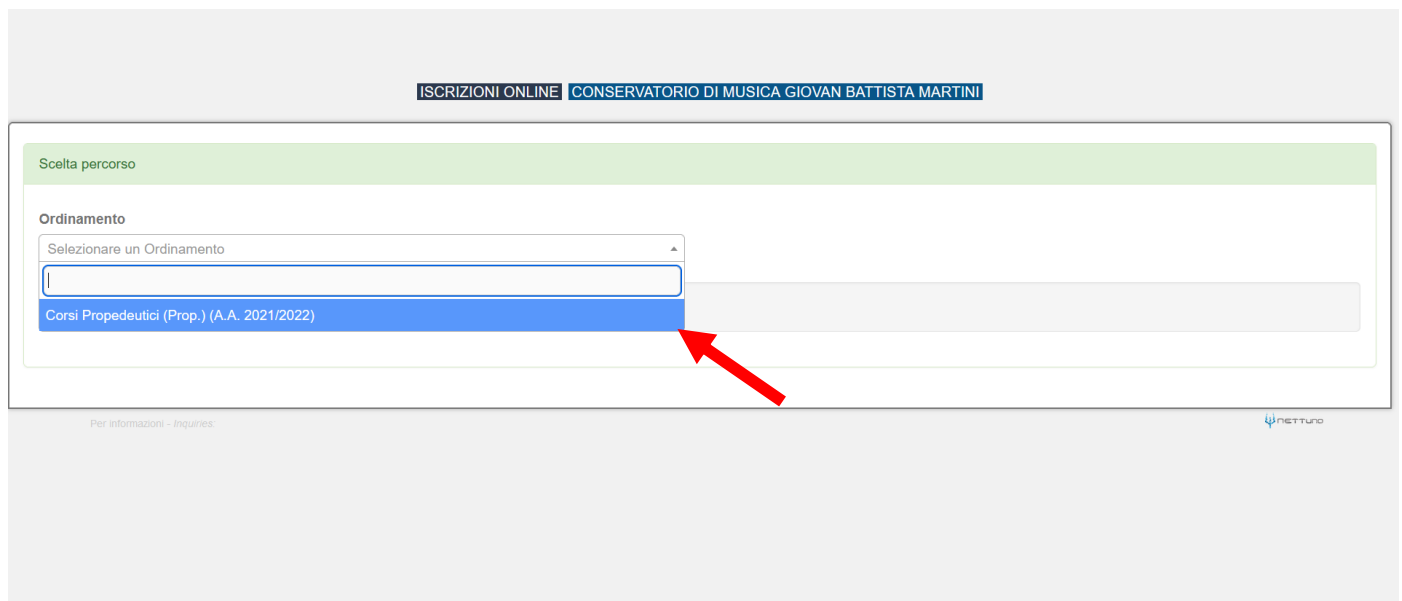 ISCRIZIONI ONLINE CONSERVATORIO DI MUSICA GIOVAN BATTISTA MARTINI
Scelta percorso
Ordinamento
Selezionare un Ordinamento
Corsi Propedeutici (Prop.) (A.A. 2021/2022)
Per informazioni - Inquiries:
NETTUNO